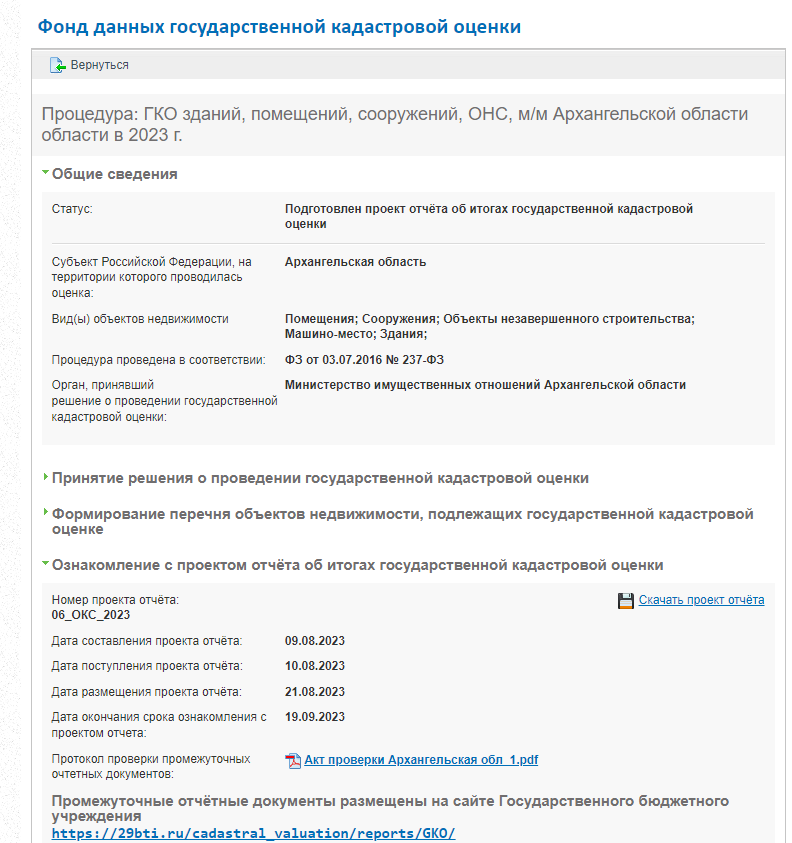 Фонд данных государственной кадастровой оценки
Вернуться
Процедура: ГКО зданий, помещений, сооружений, ОНС, м/м Архангельской области
области в 2023 г.
Общие сведения
Статус:
Подготовлен проект отчёта об итогах государственной кадастровой
оценки
Субъект Российской Федерации, на
территории которого проводилась
оценка:
Архангельская область
Вид(ы) объектов недвижимости
Помещения; Сооружения; Объекты незавершенного строительства;
Машино-место; Здания;
Процедура проведена в соответствии:
ФЗ от 03.07.2016 № 237-ФЗ
Орган, принявший
решение о проведении государственной
кадастровой оценки:
Министерство имущественных отношений Архангельской области
Принятие решения о проведении государственной кадастровой оценки
Формирование перечня объектов недвижимости, подлежащих государственной кадастровой
оценке
Ознакомление с проектом отчёта об итогах государственной кадастровой оценки
Номер проекта отчёта:
06_ОКС_2023
Скачать проект отчёта
Дата составления проекта отчёта:
09.08.2023
Дата поступления проекта отчёта:
10.08.2023
Дата размещения проекта отчёта:
21.08.2023
Дата окончания срока ознакомления с
проектом отчета:
19.09.2023
Протокол проверки промежуточных
отчетных документов:
Акт проверки Архангельская обл_1.pdf
Промежуточные отчётные документы размещены на сайте Государственного бюджетного
учреждения
https://29bti.ru/cadastral_valuation/reports/GKO/